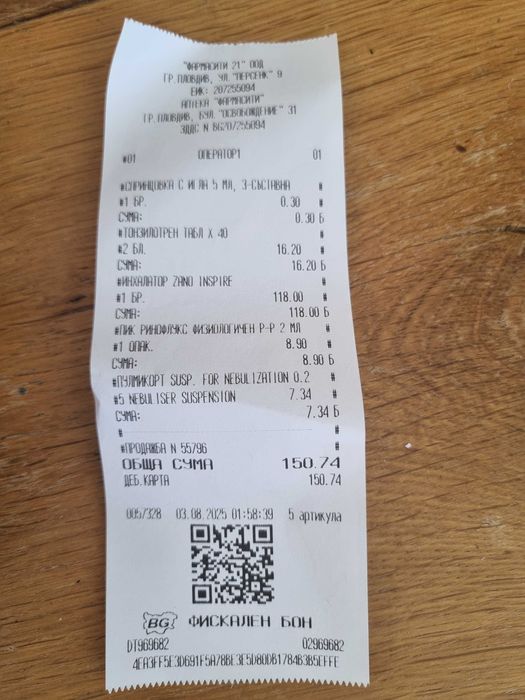 "ФАРМАСИТИ 21" ООД
ГР.ПЛОВДИВ, УЛ. "ПЕРСЕНК" 9
ЕИК: 207255094
АПТЕКА "ФАРМАСИТИ"
ГР.ПЛОВДИВ, БУЛ. "ОСВОБОЖДЕНИЕ" 31
ЗДДС N BG207255094
#01 ОПЕРАТОР1 01
#СПРИНЦОВКА С ИГЛА 5 МЛ, 3-СЪСТАВНА #
#1 БР. 0.30 #
СУМА: 0.30 Б
#ТОНЗИЛОТРЕН ТАБЛ X 40 #
#2 БЛ. 16.20 #
СУМА: 16.20 Б
#ИНХАЛАТОР ZANO INSPIRE #
#1 БР. 118.00 #
СУМА: 118.00 Б
#ПИК РИНОФЛУКС ФИЗИОЛОГИЧЕН Р-Р 2 МЛ #
#1 ОПАК. 8.90 #
СУМА: 8.90 Б
#ПУЛМИКОРТ SUSP. FOR NEBULIZATION 0.2 #
#5 NEBULISER SUSPENSION 7.34 #
СУМА: 7.34 Б
# #
#ПРОДАЖБА N 55796 #
ОБЩА СУМА 150.74
ДЕБ.КАРТА 150.74
005/328 03.08.2025 01:58:39 5 артикула
BG ФИСКАЛЕН БОН
DT969682 02969682
4EA3FF5E3D691F5A78BE3E5D80DB1784B3B5EFFE